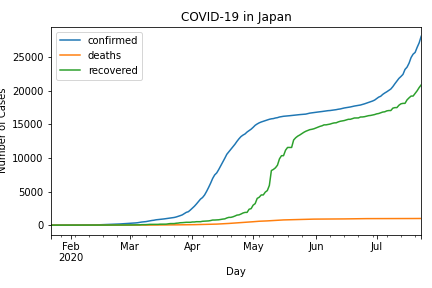 COVID-19 in Japan
confirmed
deaths
recovered
Number of Cases
25000
20000
15000
10000
5000
0
Feb
2020
Mar
Apr
May
Jun
Jul
Day